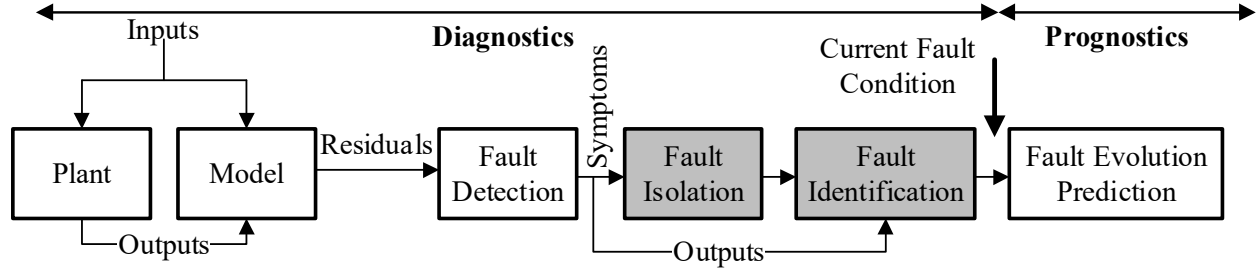 Inputs
Diagnostics
Prognostics
Current Fault
Condition
Plant
Model
Residuals
Fault
Detection
Symptoms
Fault
Isolation
Fault
Identification
Fault Evolution
Prediction
Outputs
Outputs